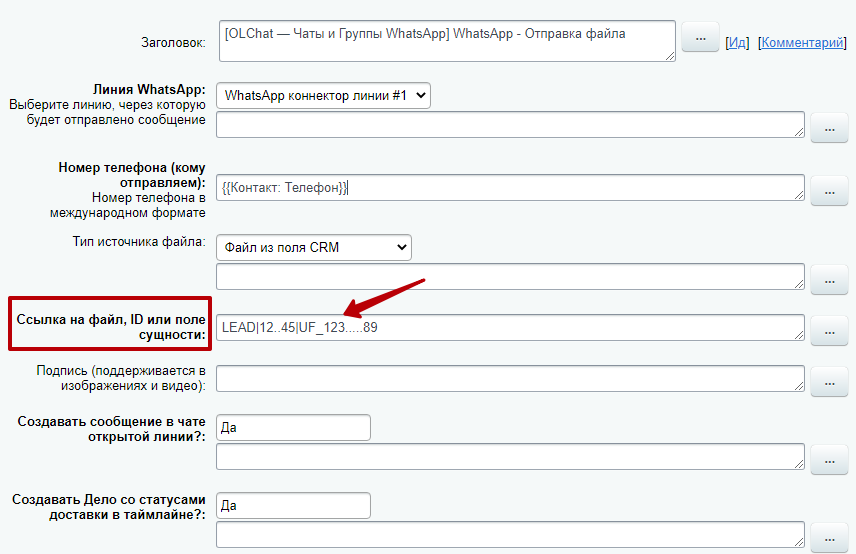 Заголовок:
[OLChat — Чаты и Группы WhatsApp] WhatsApp - Отправка файла
...
[Ид] [Комментарий]
Линия WhatsApp:
Выберите линию, через которую
будет отправлено сообщение
WhatsApp коннектор линии #1
...
Номер телефона (кому
отправляем):
Номер телефона в
международном формате
{{Контакт: Телефон}}
...
Тип источника файла:
Файл из поля CRM
...
Ссылка на файл, ID или поле
сущности:
LEAD|12..45|UF_123.....89
...
Подпись (поддерживается в
изображениях и видео):
...
Создавать сообщение в чате
открытой линии?:
Да
...
Создавать Дело со статусами
доставки в таймлайне?:
Да
...